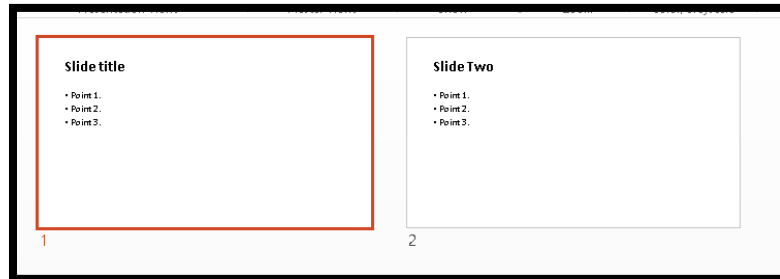 Slide title
• Point 1.
• Point 2.
• Point 3.
1
Slide Two
• Point 1.
• Point 2.
• Point 3.
2